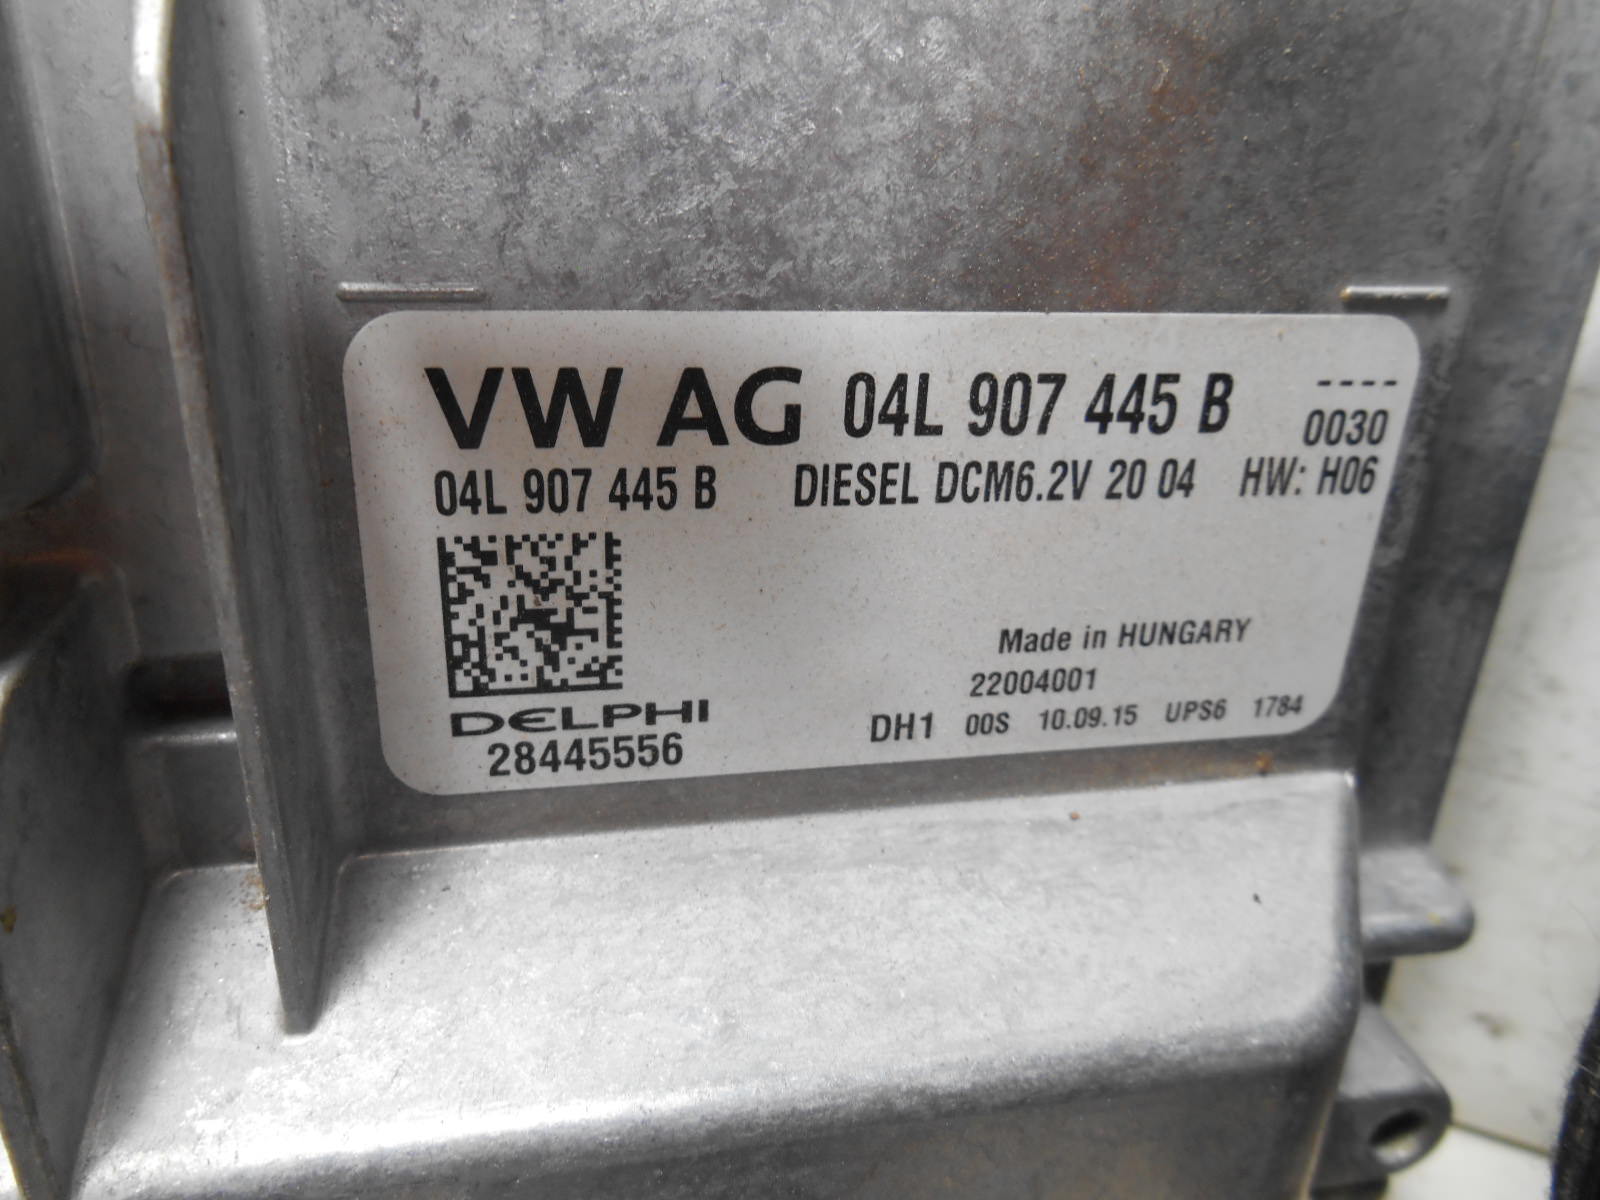 VW AG 04L 907 445 B ----
0030
04L 907 445 B DIESEL DCM6.2V 20 04 HW: H06
Made in HUNGARY
22004001
DELPHI
DH1 00S 10.09.15 UPS6 1784
28445556